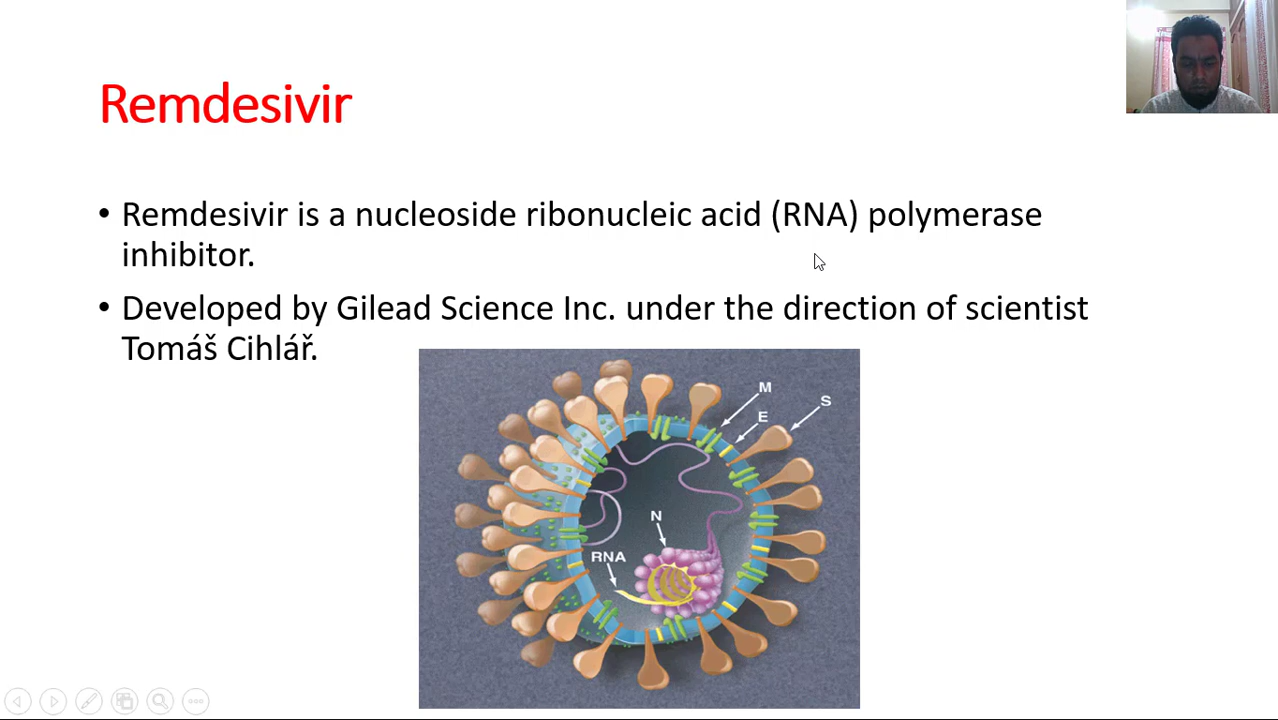 Remdesivir
• Remdesivir is a nucleoside ribonucleic acid (RNA) polymerase
inhibitor.
• Developed by Gilead Science Inc. under the direction of scientist
Tomáš Cihlář.
M
S
E
N
RNA